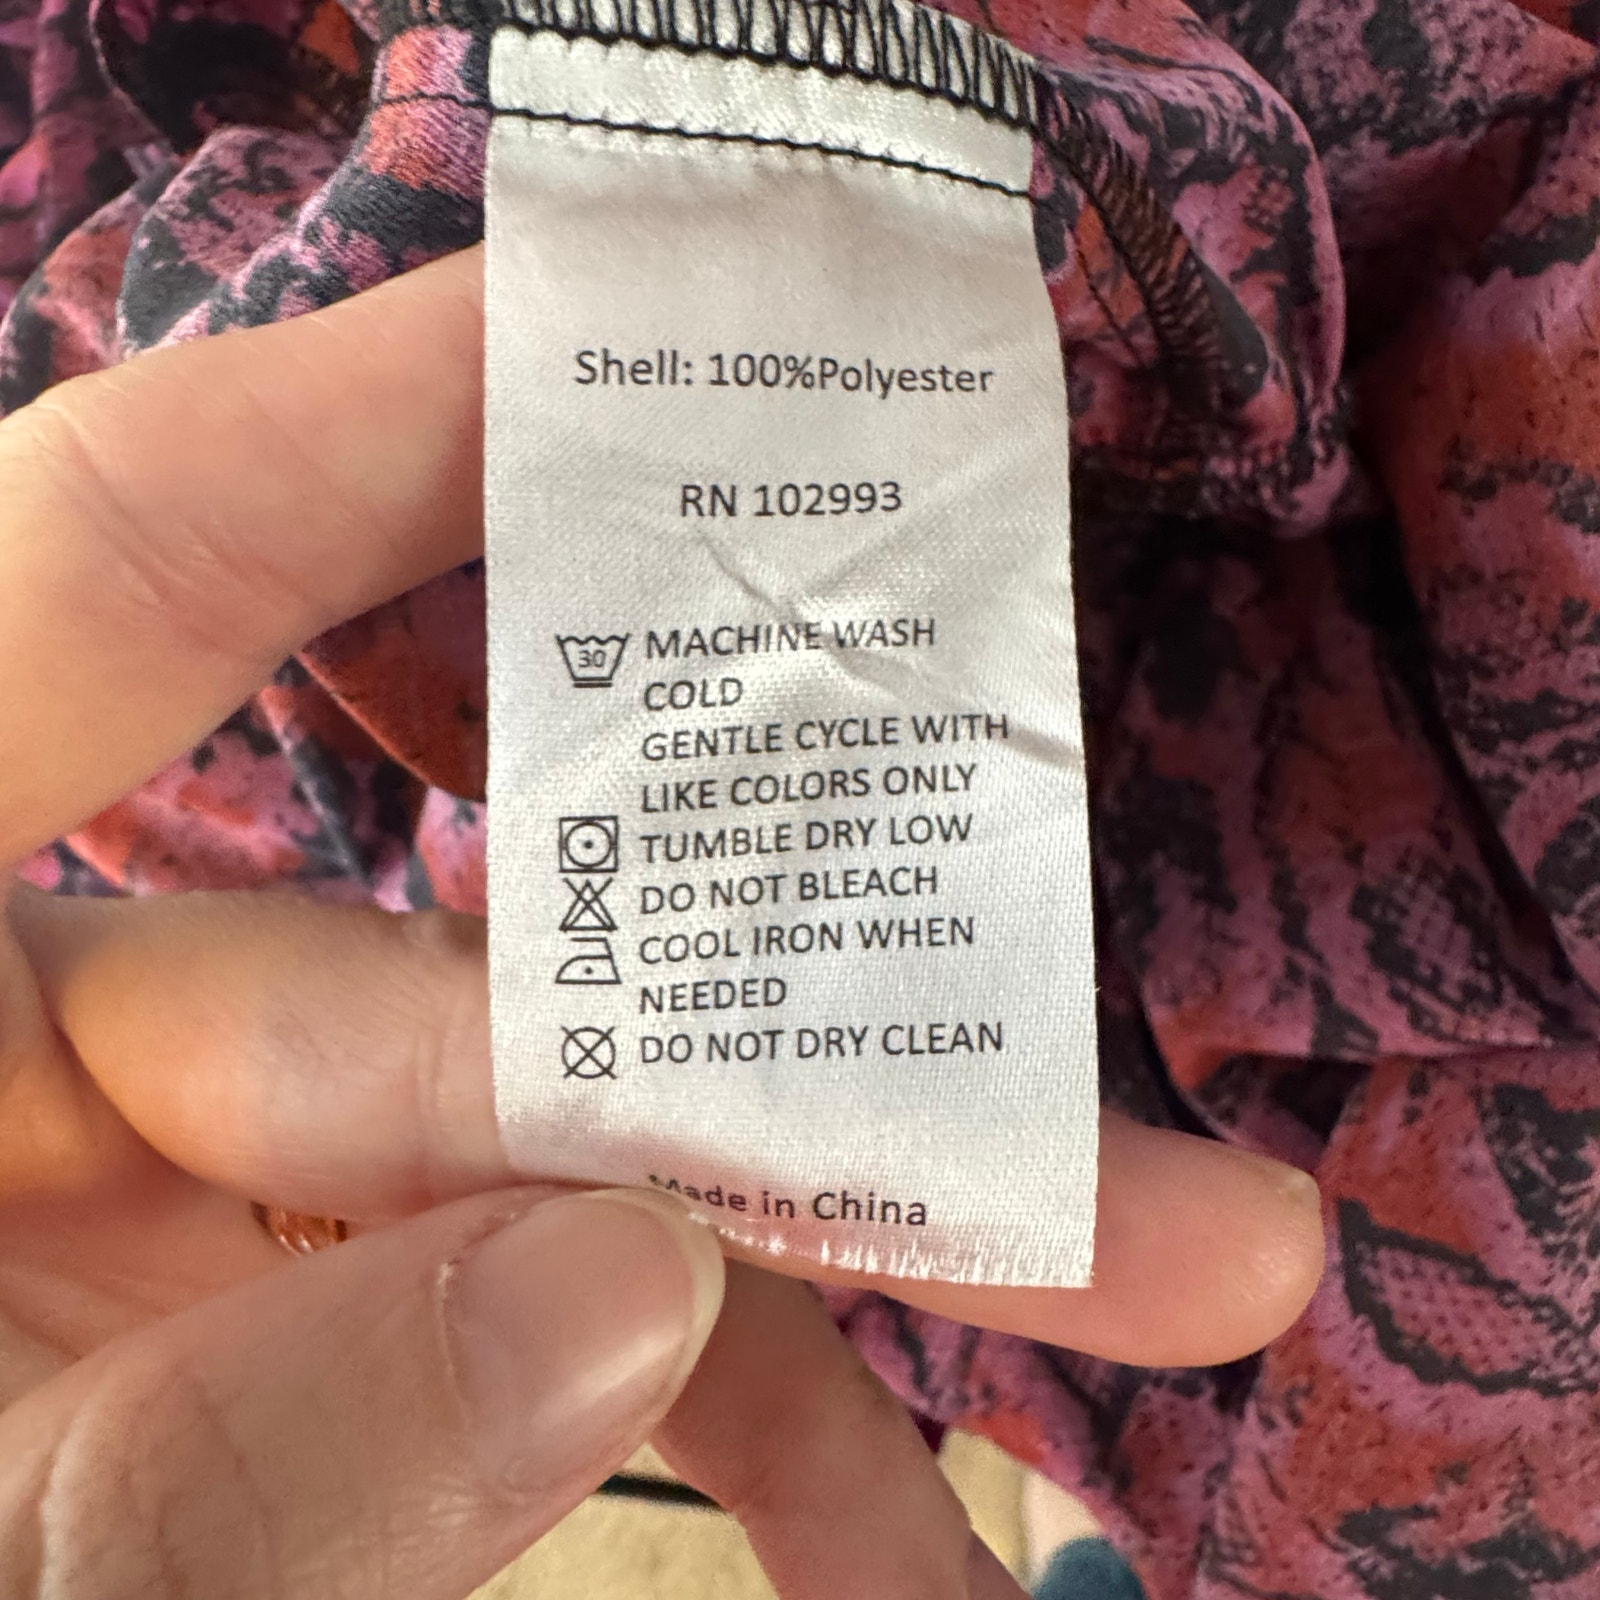 Shell: 100%Polyester
RN 102993
30 MACHINE WASH
COLD
GENTLE CYCLE WITH
LIKE COLORS ONLY
TUMBLE DRY LOW
DO NOT BLEACH
COOL IRON WHEN
NEEDED
DO NOT DRY CLEAN
Made in China